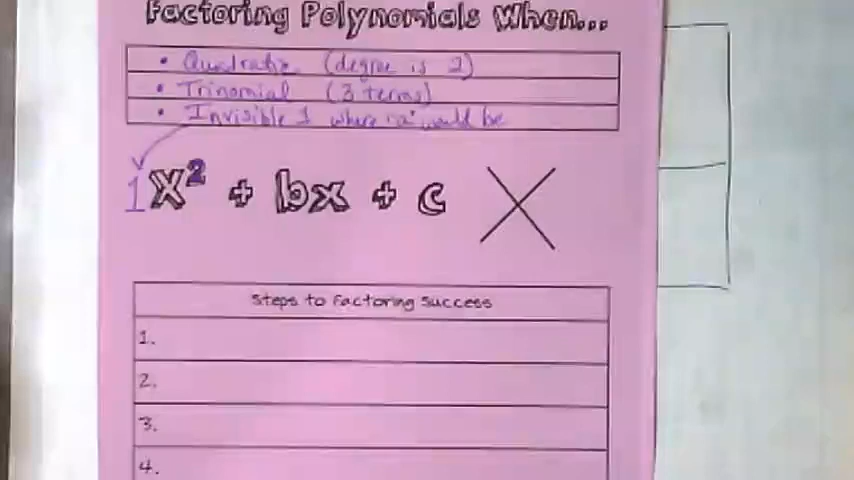 Factoring Polynomials When...
• Quadratic (degree is 2)
• Trinomial (3 terms)
• Invisible 1 where "a" would be
1x² + bx + c
Steps to Factoring Success
1.
2.
3.
4.